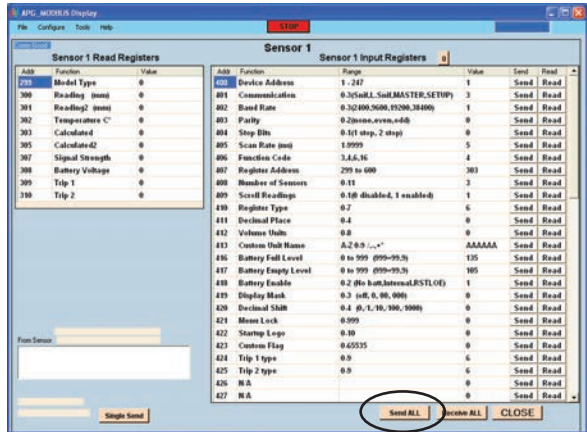 APG_MODBUS Display
File Configure Tools Help STOP
Sensor 1
Sensor 1 Read Registers
Addr Function Value
299 Model Type 0
300 Reading (mm) 0
301 Reading2 (mm) 0
302 Temperature C° 0
303 Calculated 0
305 Calculated2 0
307 Signal Strength 0
308 Battery Voltage 0
309 Trip 1 0
310 Trip 2 0
From Sensor
Single Send
Sensor 1 Input Registers 0
Addr Function Range Value Send Read
400 Device Address 1 - 247 1 Send Read
401 Communication 0-3(SnifL,Snif,MASTER,SETUP) 3 Send Read
402 Baud Rate 0-3(2400,9600,19200,38400) 1 Send Read
403 Parity 0-2(none,even,odd) 0 Send Read
404 Stop Bits 0-1(1 stop, 2 stop) 0 Send Read
405 Scan Rate (ms) 1-9999 5 Send Read
406 Function Code 3,4,6,16 4 Send Read
407 Register Address 299 to 600 303 Send Read
408 Number of Sensors 0-11 3 Send Read
409 Scroll Readings 0-1(0 disabled, 1 enabled) 1 Send Read
410 Register Type 0-7 6 Send Read
411 Decimal Place 0-4 0 Send Read
412 Volume Units 0-8 0 Send Read
413 Custom Unit Name A-Z 0-9 AAAAAA Send Read
416 Battery Full Level 0 to 999 (999=99.9) 135 Send Read
417 Battery Empty Level 0 to 999 (999=99.9) 105 Send Read
418 Battery Enable 0-2 (No batt,Internal,RSTLOE) 1 Send Read
419 Display Mask 0-3 (off, 0, 00, 000) 0 Send Read
420 Decimal Shift 0-4 (0,/1,/10,/100,/1000) 0 Send Read
421 Menu Lock 0-999 0 Send Read
422 Startup Logo 0-10 0 Send Read
423 Custom Flag 0-65535 0 Send Read
424 Trip 1 type 0-9 6 Send Read
425 Trip 2 type 0-9 6 Send Read
426 N/A 0 Send Read
427 N/A 0 Send Read
Send ALL Receive ALL CLOSE